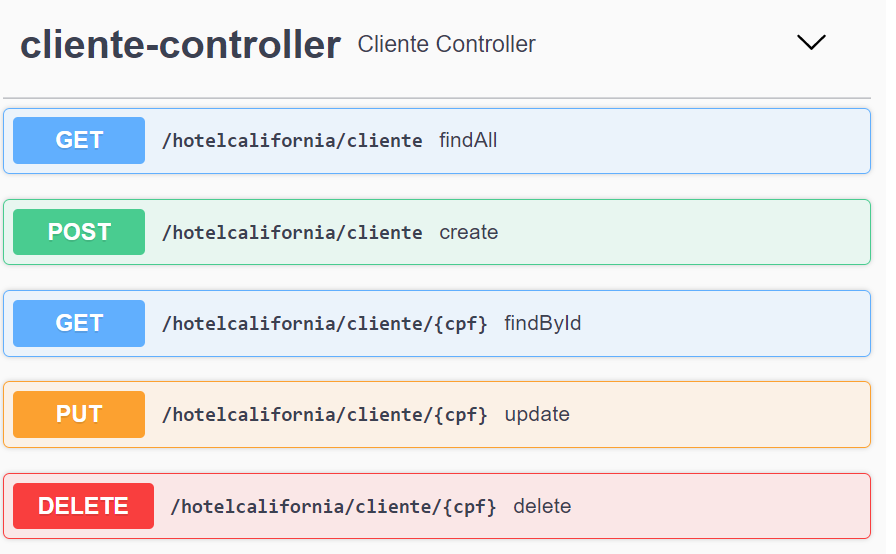 cliente-controller Cliente Controller
GET /hotelcalifornia/cliente findAll
POST /hotelcalifornia/cliente create
GET /hotelcalifornia/cliente/{cpf} findById
PUT /hotelcalifornia/cliente/{cpf} update
DELETE /hotelcalifornia/cliente/{cpf} delete